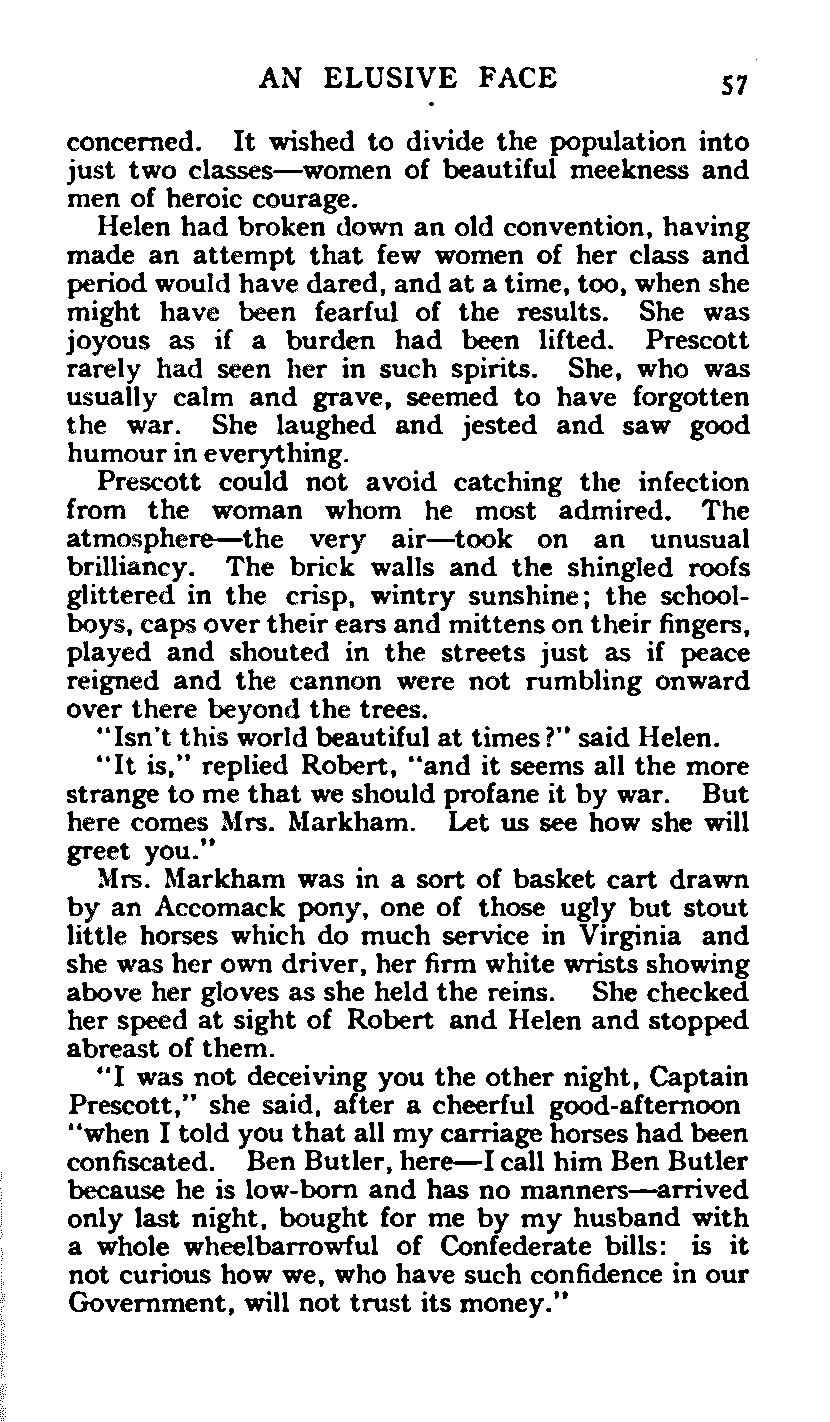 AN ELUSIVE FACE 57
concerned. It wished to divide the population into
just two classes—women of beautiful meekness and
men of heroic courage.
Helen had broken down an old convention, having
made an attempt that few women of her class and
period would have dared, and at a time, too, when she
might have been fearful of the results. She was
joyous as if a burden had been lifted. Prescott
rarely had seen her in such spirits. She, who was
usually calm and grave, seemed to have forgotten
the war. She laughed and jested and saw good
humour in everything.
Prescott could not avoid catching the infection
from the woman whom he most admired. The
atmosphere—the very air—took on an unusual
brilliancy. The brick walls and the shingled roofs
glittered in the crisp, wintry sunshine; the school-
boys, caps over their ears and mittens on their fingers,
played and shouted in the streets just as if peace
reigned and the cannon were not rumbling onward
over there beyond the trees.
"Isn't this world beautiful at times?" said Helen.
"It is," replied Robert, "and it seems all the more
strange to me that we should profane it by war. But
here comes Mrs. Markham. Let us see how she will
greet you."
Mrs. Markham was in a sort of basket cart drawn
by an Accomack pony, one of those ugly but stout
little horses which do much service in Virginia and
she was her own driver, her firm white wrists showing
above her gloves as she held the reins. She checked
her speed at sight of Robert and Helen and stopped
abreast of them.
"I was not deceiving you the other night, Captain
Prescott," she said, after a cheerful good-afternoon
"when I told you that all my carriage horses had been
confiscated. Ben Butler, here—I call him Ben Butler
because he is low-born and has no manners—arrived
only last night, bought for me by my husband with
a whole wheelbarrowful of Confederate bills: is it
not curious how we, who have such confidence in our
Government, will not trust its money."